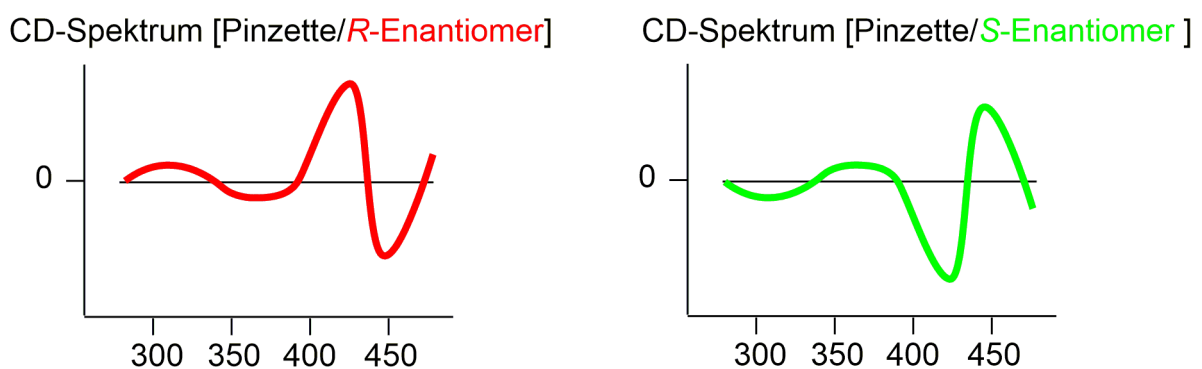 CD-Spektrum [Pinzette/R-Enantiomer]
0
300 350 400 450
CD-Spektrum [Pinzette/S-Enantiomer ]
0
300 350 400 450